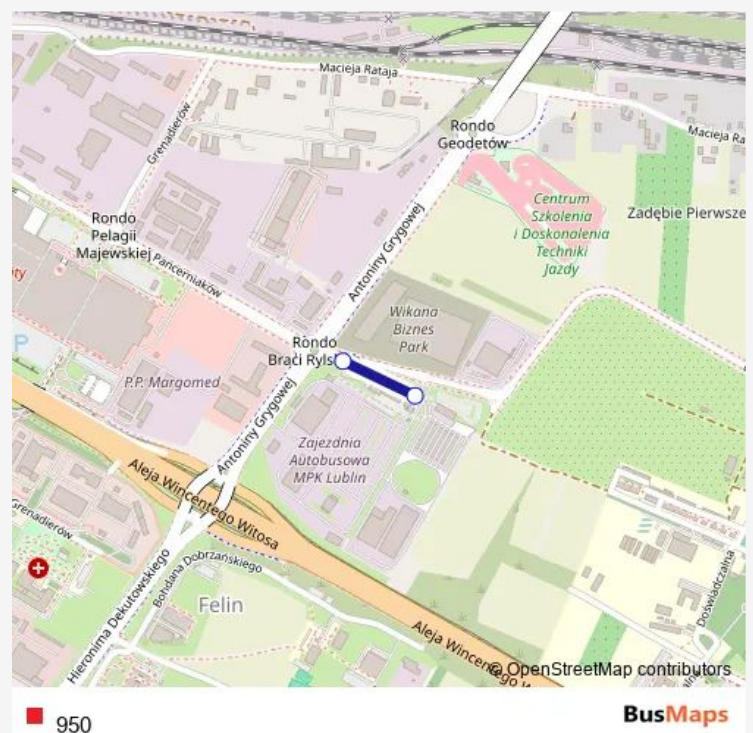 Macieja Rataja
Grenadierów
Rondo
Geodetów
Macieja Ra
Centrum
Szkolenia
i Doskonalenia
Techniki
Jazdy
Zadębie Pierwsze
Rondo
Pelagii
Majewskiej
Pancerniaków
Antoniny Grygowej
oty
P
Wikana
Biznes
Park
Rondo
Braci Ryls
P.P. Margomed
Antoniny Grygowej
Zajezdnia
Autobusowa
MPK Lublin
Aleja Wincentego Witosa
Grenadierów
Hieronima Dekutowskiego
Bohdana Dobrzańskiego
Felin
Doświadczalna
Aleja Wincentego W
© OpenStreetMap contributors
950
BusMaps